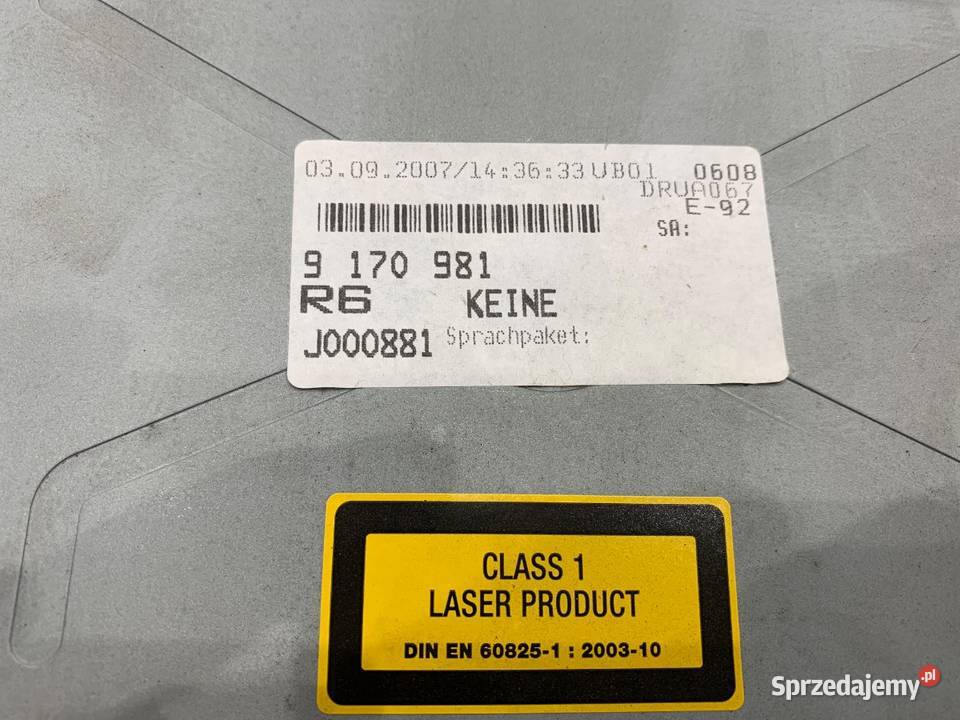 03.09.2007/14:36:33 VB01 0608
DRUA067
E-92
SA:
9 170 981
R6 KEINE
J000881 Sprachpaket:
CLASS 1
LASER PRODUCT
DIN EN 60825-1 : 2003-10
Sprzedajemy.pl